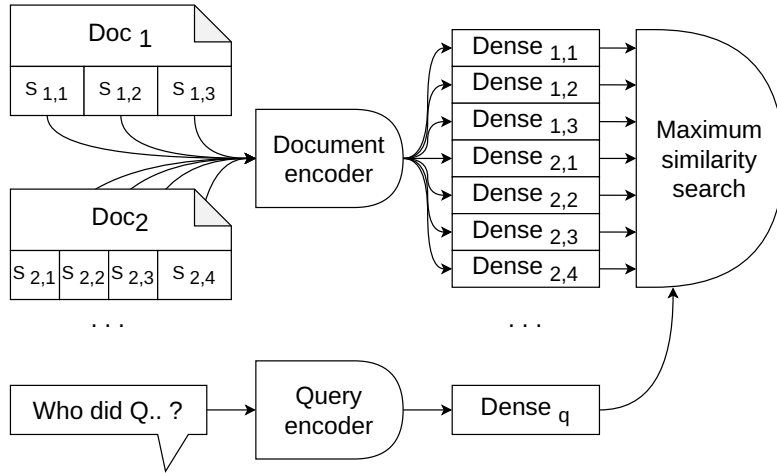 Doc 1
S 1,1 S 1,2 S 1,3
Doc2
S 2,1 S 2,2 S 2,3 S 2,4
. . .
Document
encoder
Dense 1,1
Dense 1,2
Dense 1,3
Dense 2,1
Dense 2,2
Dense 2,3
Dense 2,4
. . .
Maximum
similarity
search
Who did Q.. ?
Query
encoder
Dense q